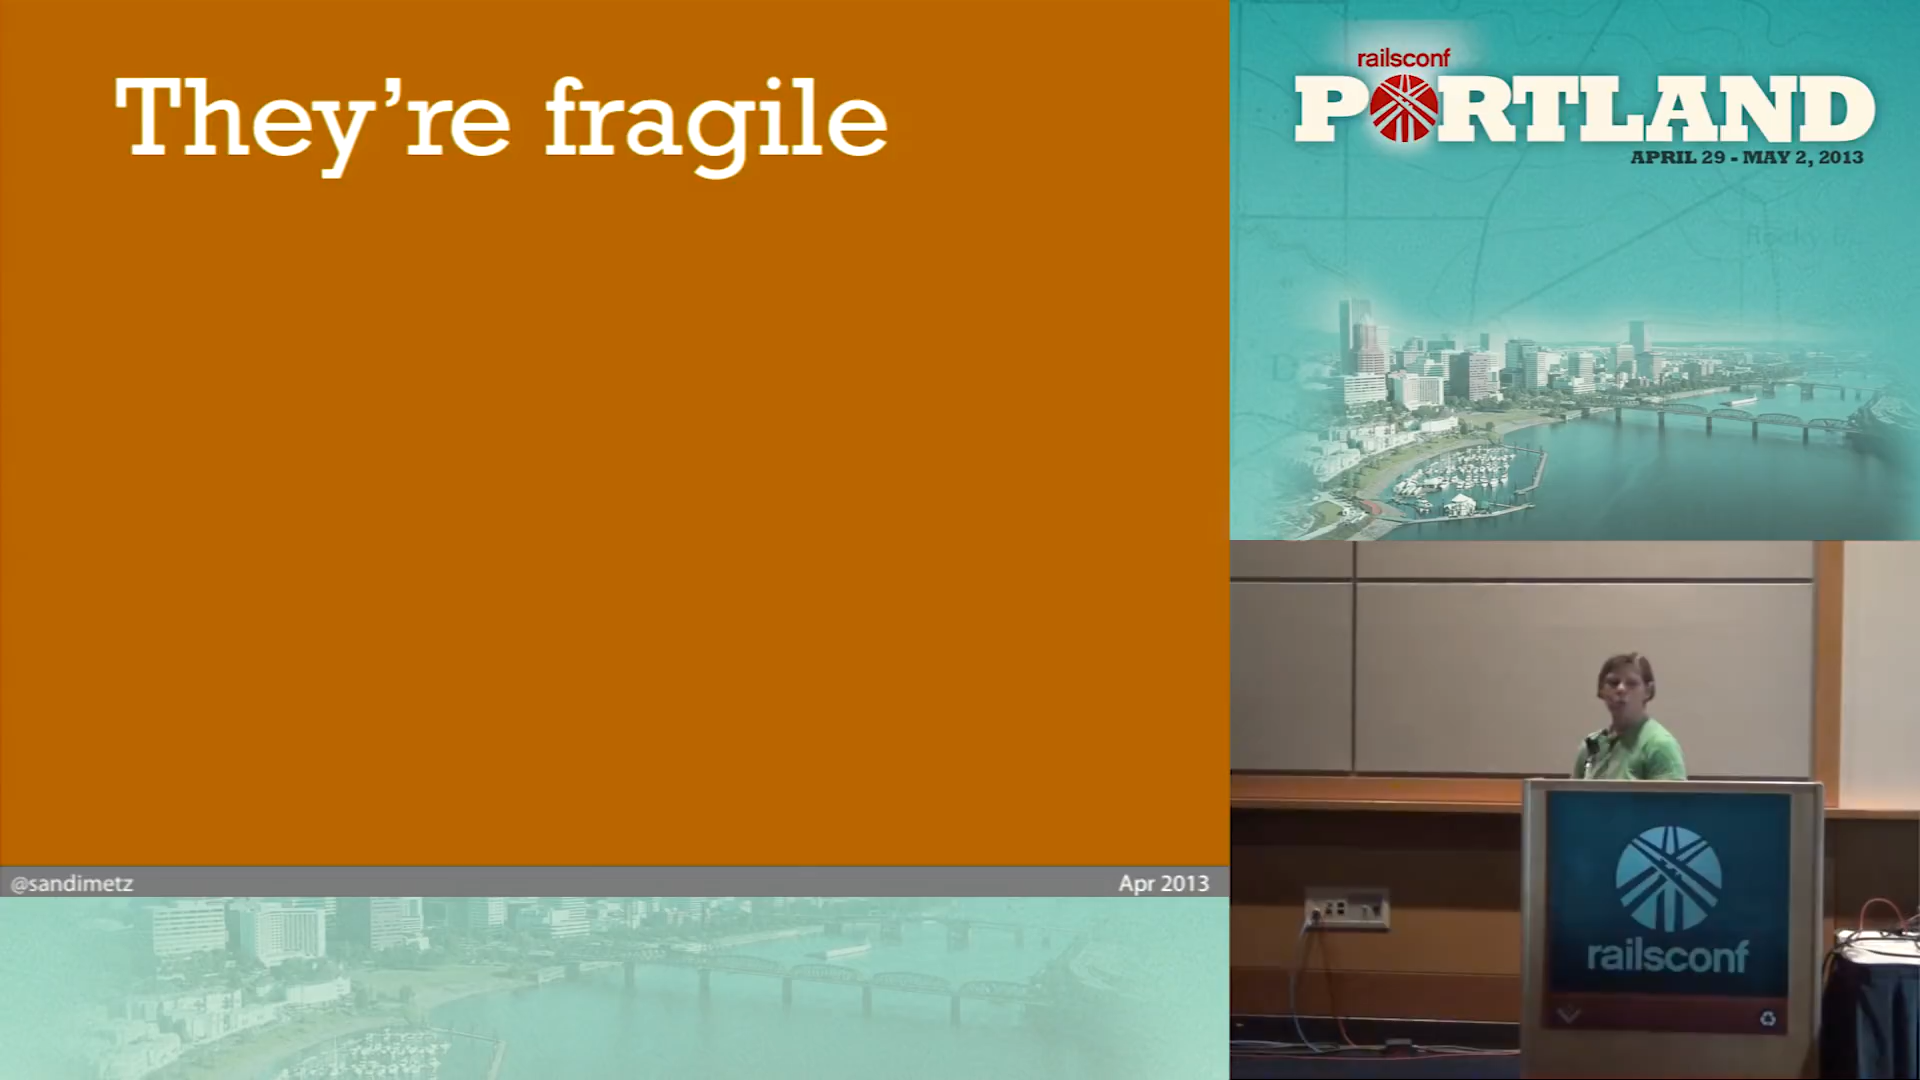 They’re fragile
@sandimetz
Apr 2013
railsconf
PORTLAND
APRIL 29 - MAY 2, 2013
railsconf